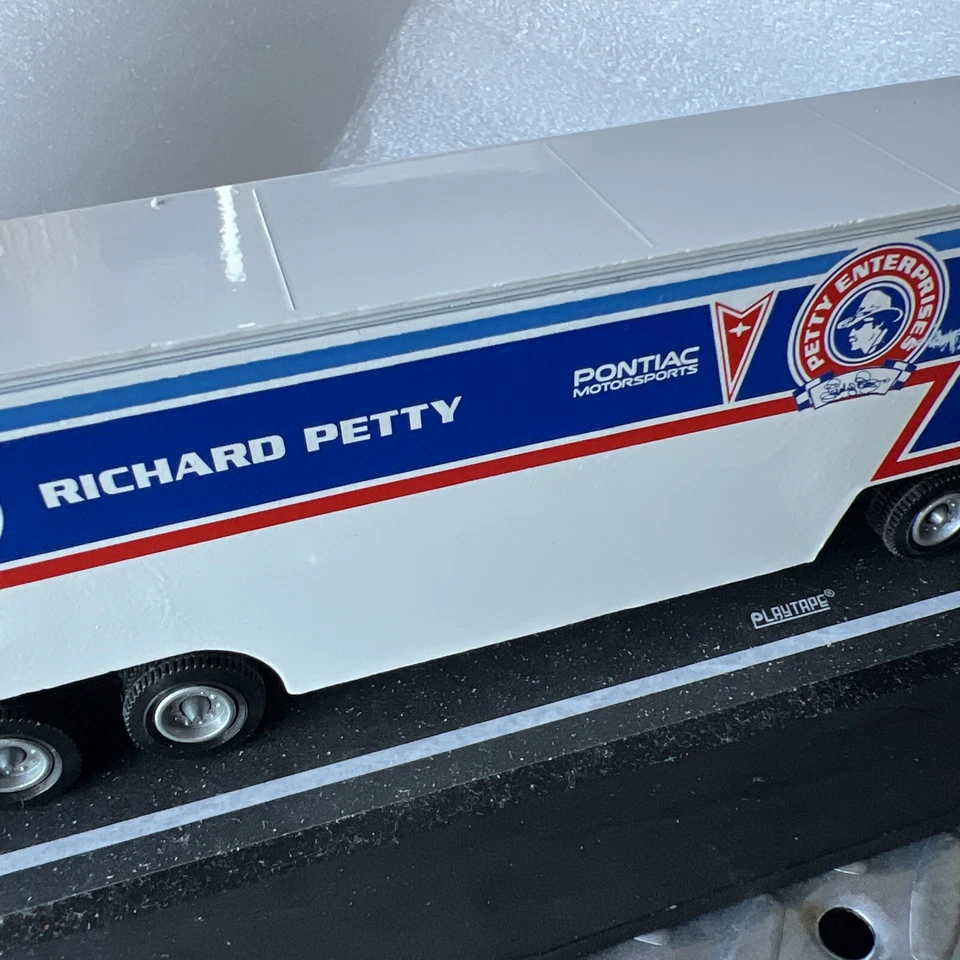 RICHARD PETTY
PONTIAC
MOTORSPORTS
PETTY ENTERPRISES
PLAYTAPE®